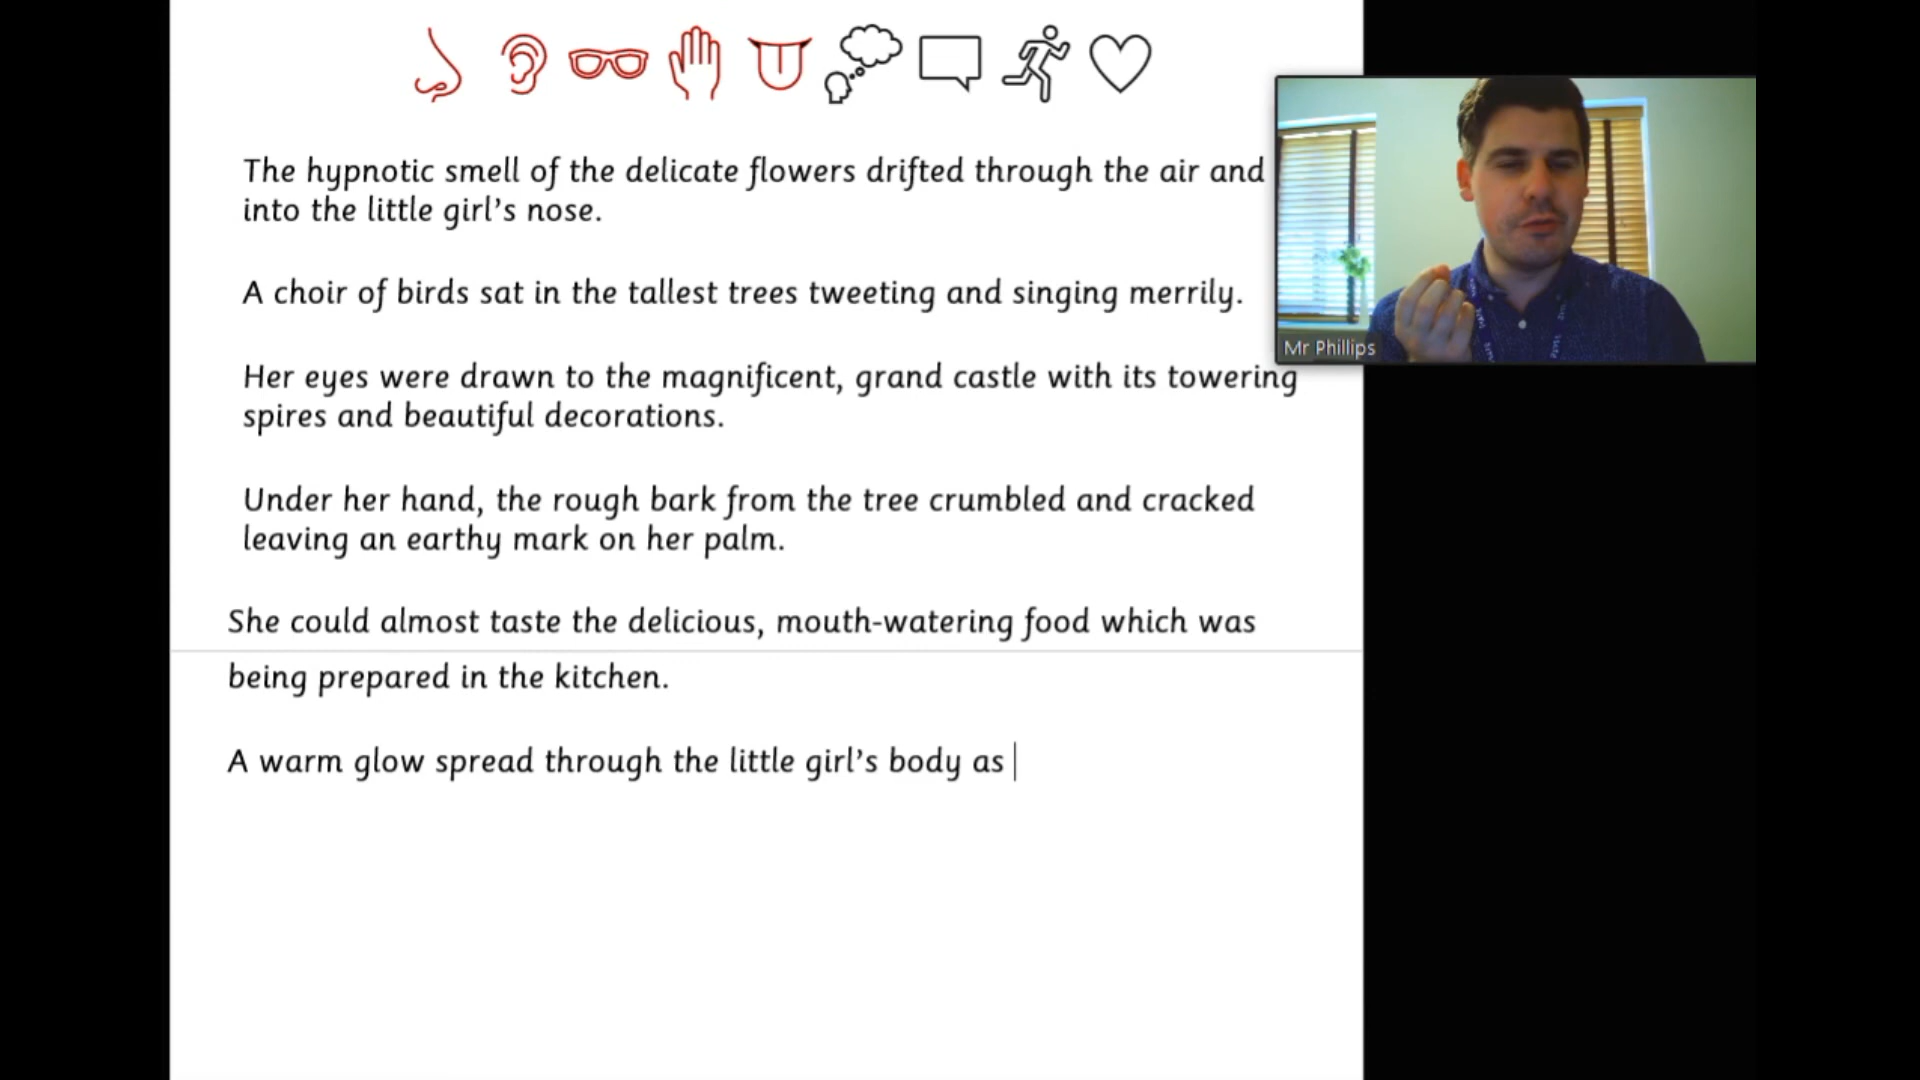 The hypnotic smell of the delicate flowers drifted through the air and
into the little girl’s nose.
A choir of birds sat in the tallest trees tweeting and singing merrily.
Her eyes were drawn to the magnificent, grand castle with its towering
spires and beautiful decorations.
Under her hand, the rough bark from the tree crumbled and cracked
leaving an earthy mark on her palm.
She could almost taste the delicious, mouth-watering food which was
being prepared in the kitchen.
A warm glow spread through the little girl’s body as
Mr Phillips